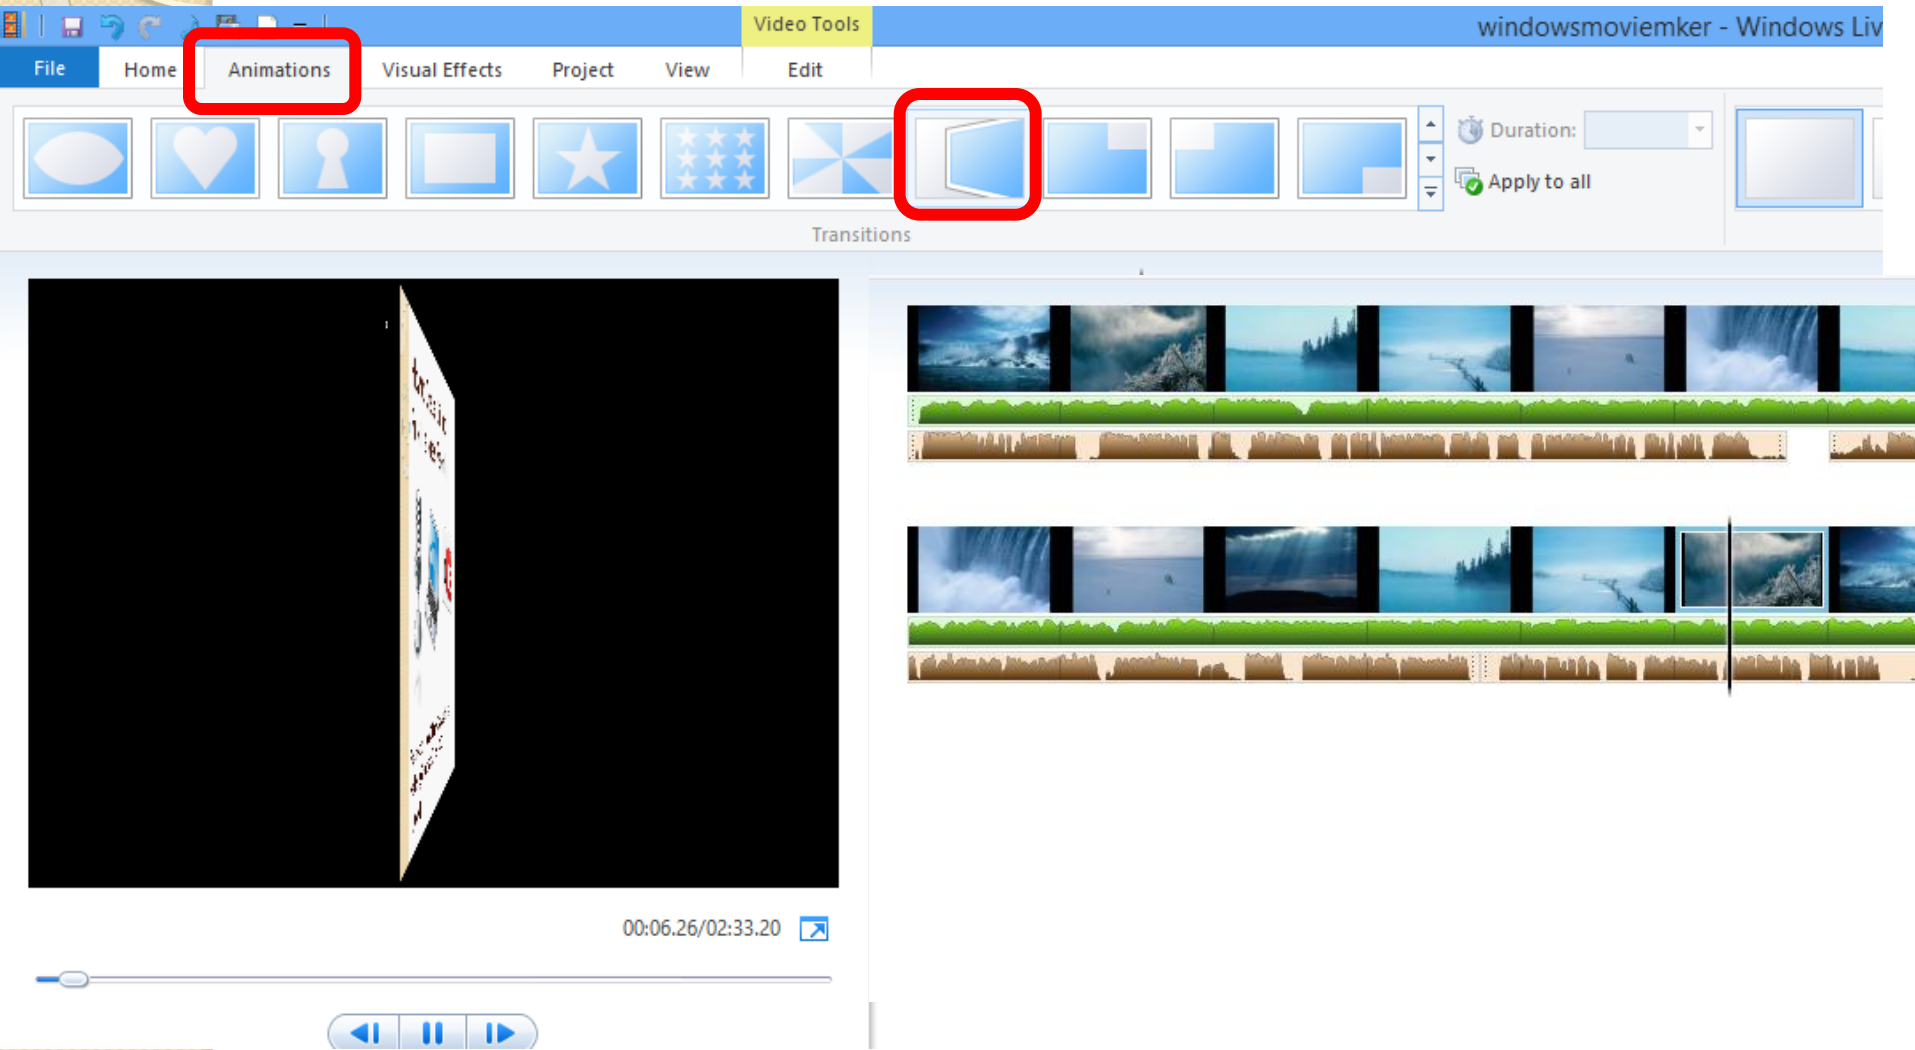 Video Tools
windowsmoviemker - Windows Liv
File Home Animations Visual Effects Project View Edit
Duration:
Apply to all
Transitions
00:06.26/02:33.20